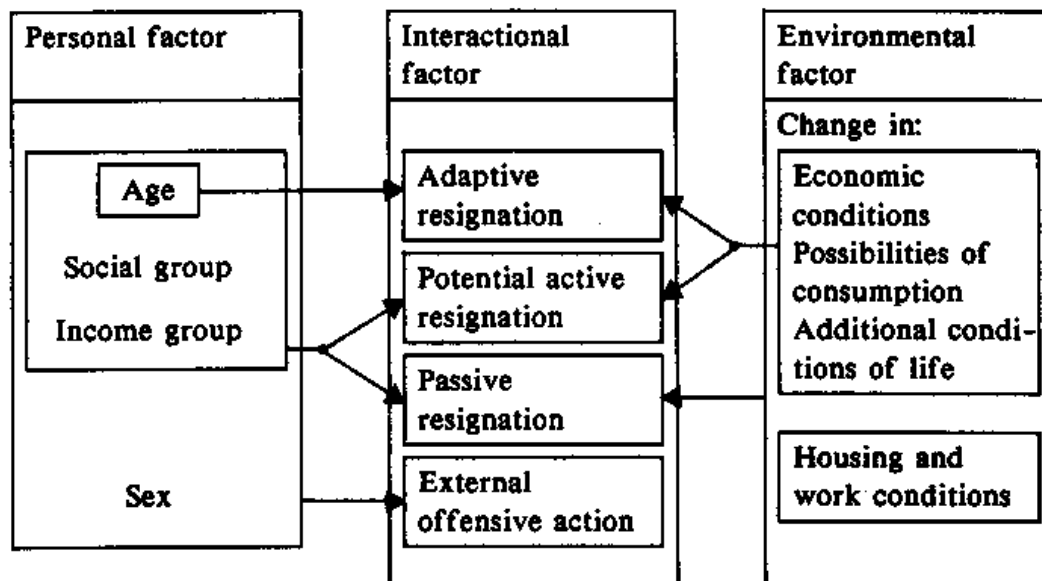 Personal factor
Age
Social group
Income group
Sex
Interactional
factor
Adaptive
resignation
Potential active
resignation
Passive
resignation
External
offensive action
Environmental
factor
Change in:
Economic
conditions
Possibilities of
consumption
Additional condi-
tions of life
Housing and
work conditions